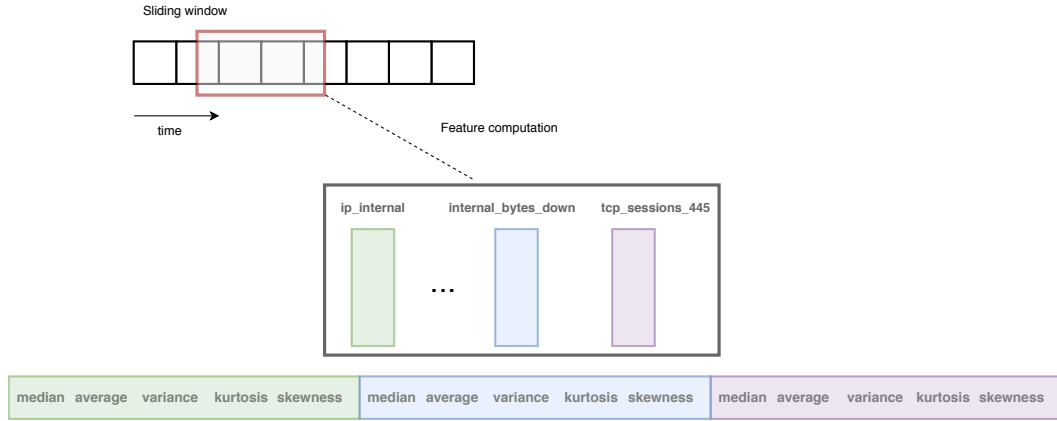 Sliding window
time
Feature computation
ip_internal internal_bytes_down tcp_sessions_445
...
median average variance kurtosis skewness median average variance kurtosis skewness median average variance kurtosis skewness